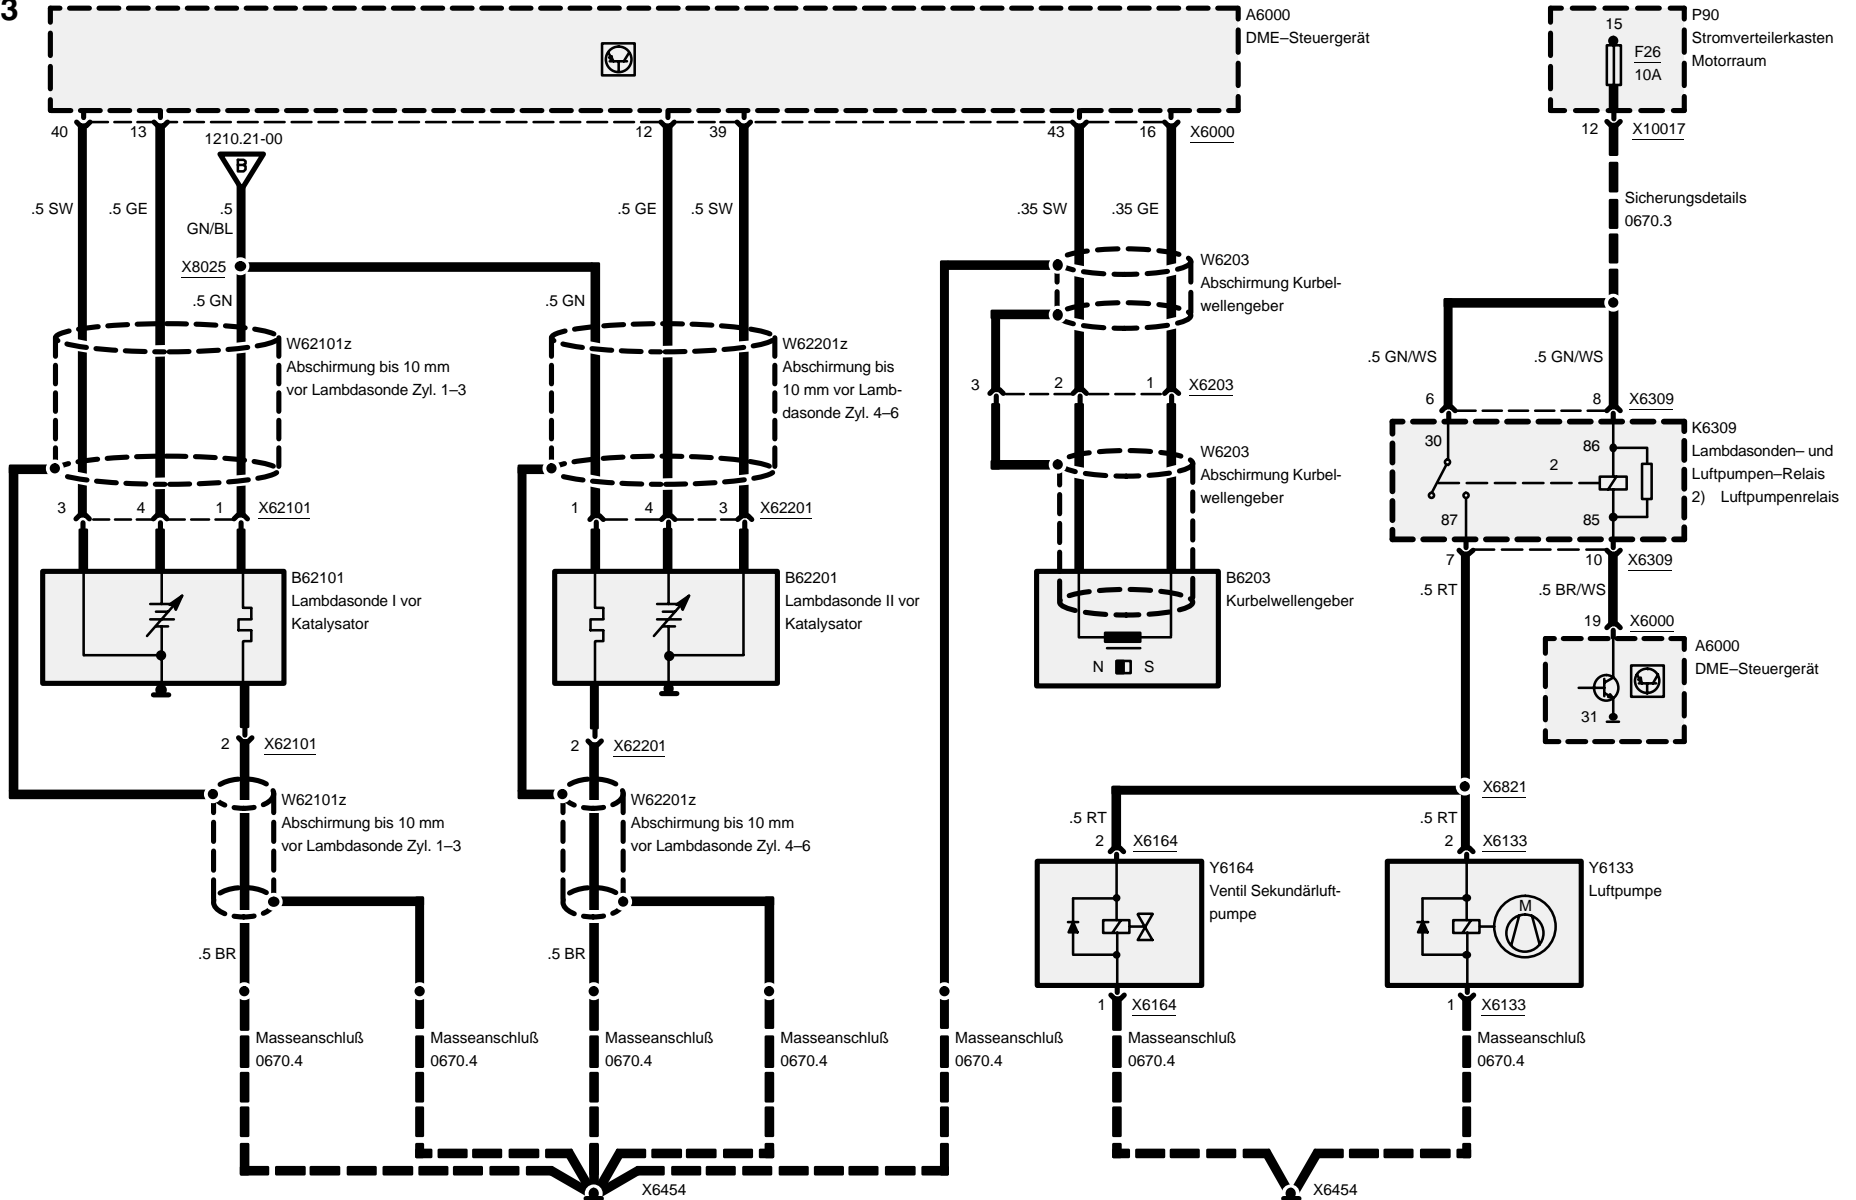 3
A6000
DME–Steuergerät
15
F26
10A
P90
Stromverteilerkasten
Motorraum
40
13
1210.21-00
B
12
39
43
16
X6000
12
X10017
.5 SW
.5 GE
.5
GN/BL
.5 GE
.5 SW
.35 SW
.35 GE
Sicherungsdetails
0670.3
X8025
.5 GN
.5 GN
W6203
Abschirmung Kurbel-
wellengeber
W62101z
Abschirmung bis 10 mm
vor Lambdasonde Zyl. 1–3
W62201z
Abschirmung bis
10 mm vor Lamb-
dasonde Zyl. 4–6
3
2
1
X6203
.5 GN/WS
.5 GN/WS
6
8
X6309
W6203
Abschirmung Kurbel-
wellengeber
30
86
2
87
85
K6309
Lambdasonden– und
Luftpumpen–Relais
2) Luftpumpenrelais
3
4
1
X62101
1
4
3
X62201
7
10
X6309
.5 RT
.5 BR/WS
B62101
Lambdasonde I vor
Katalysator
B62201
Lambdasonde II vor
Katalysator
B6203
Kurbelwellengeber
N
S
19
X6000
A6000
DME–Steuergerät
31
2
X62101
2
X62201
W62101z
Abschirmung bis 10 mm
vor Lambdasonde Zyl. 1–3
W62201z
Abschirmung bis 10 mm
vor Lambdasonde Zyl. 4–6
X6821
.5 RT
.5 RT
2
X6164
2
X6133
Y6164
Ventil Sekundärluft-
pumpe
M
Y6133
Luftpumpe
.5 BR
.5 BR
1
X6164
1
X6133
Masseanschluß
0670.4
Masseanschluß
0670.4
Masseanschluß
0670.4
Masseanschluß
0670.4
Masseanschluß
0670.4
Masseanschluß
0670.4
Masseanschluß
0670.4
X6454
X6454